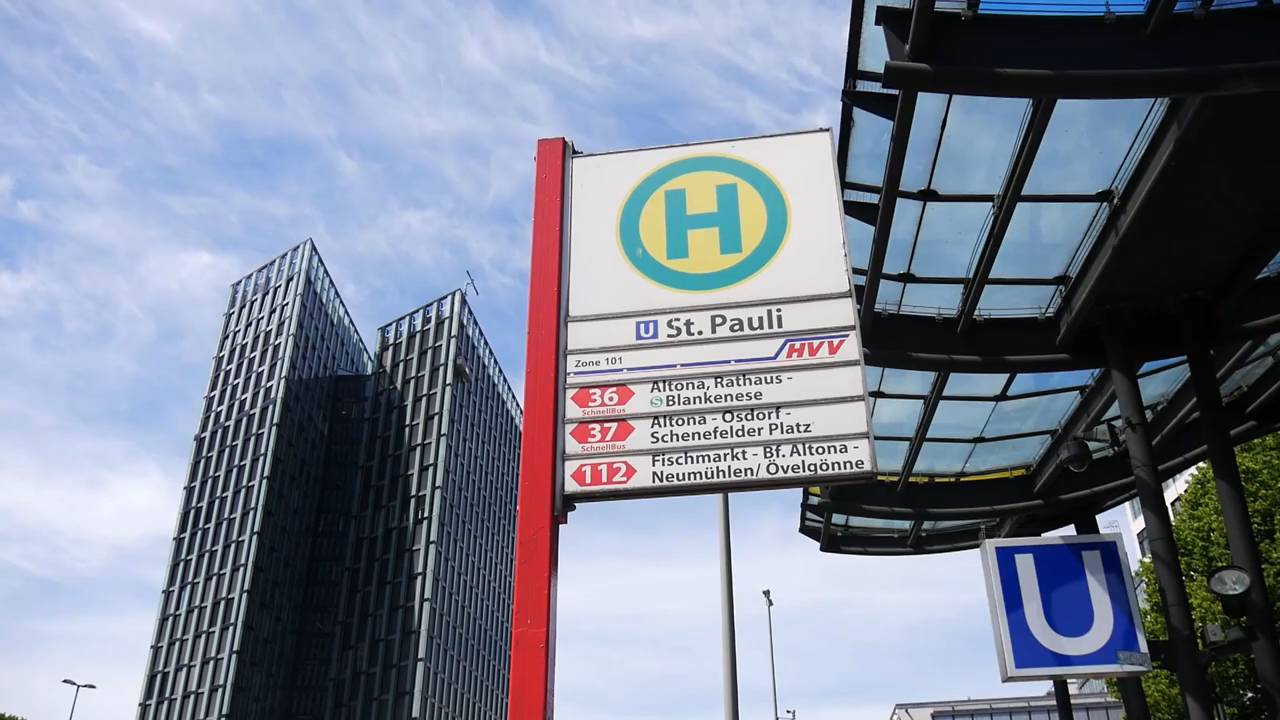 H
U St. Pauli
Zone 101 HVV
36 SchnellBus Altona, Rathaus -
S Blankenese
37 SchnellBus Altona - Osdorf -
Schenefelder Platz
112 Fischmarkt - Bf. Altona -
Neumühlen/ Övelgönne
U